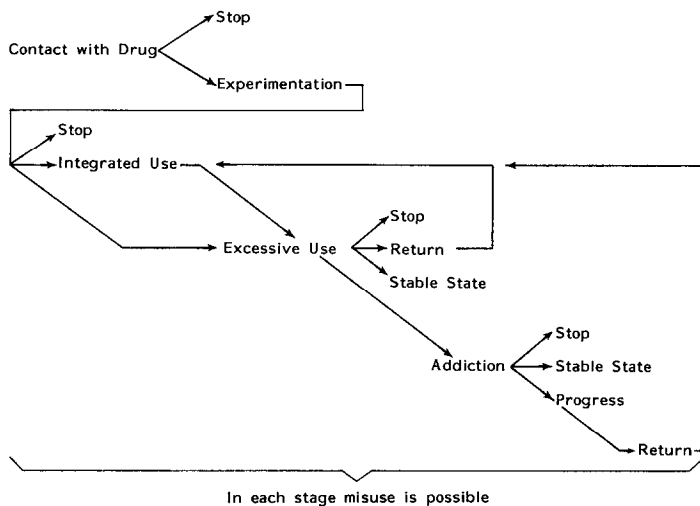 Stop
Contact with Drug
Experimentation
Stop
Integrated Use
Stop
Excessive Use
Return
Stable State
Stop
Addiction
Stable State
Progress
Return
In each stage misuse is possible